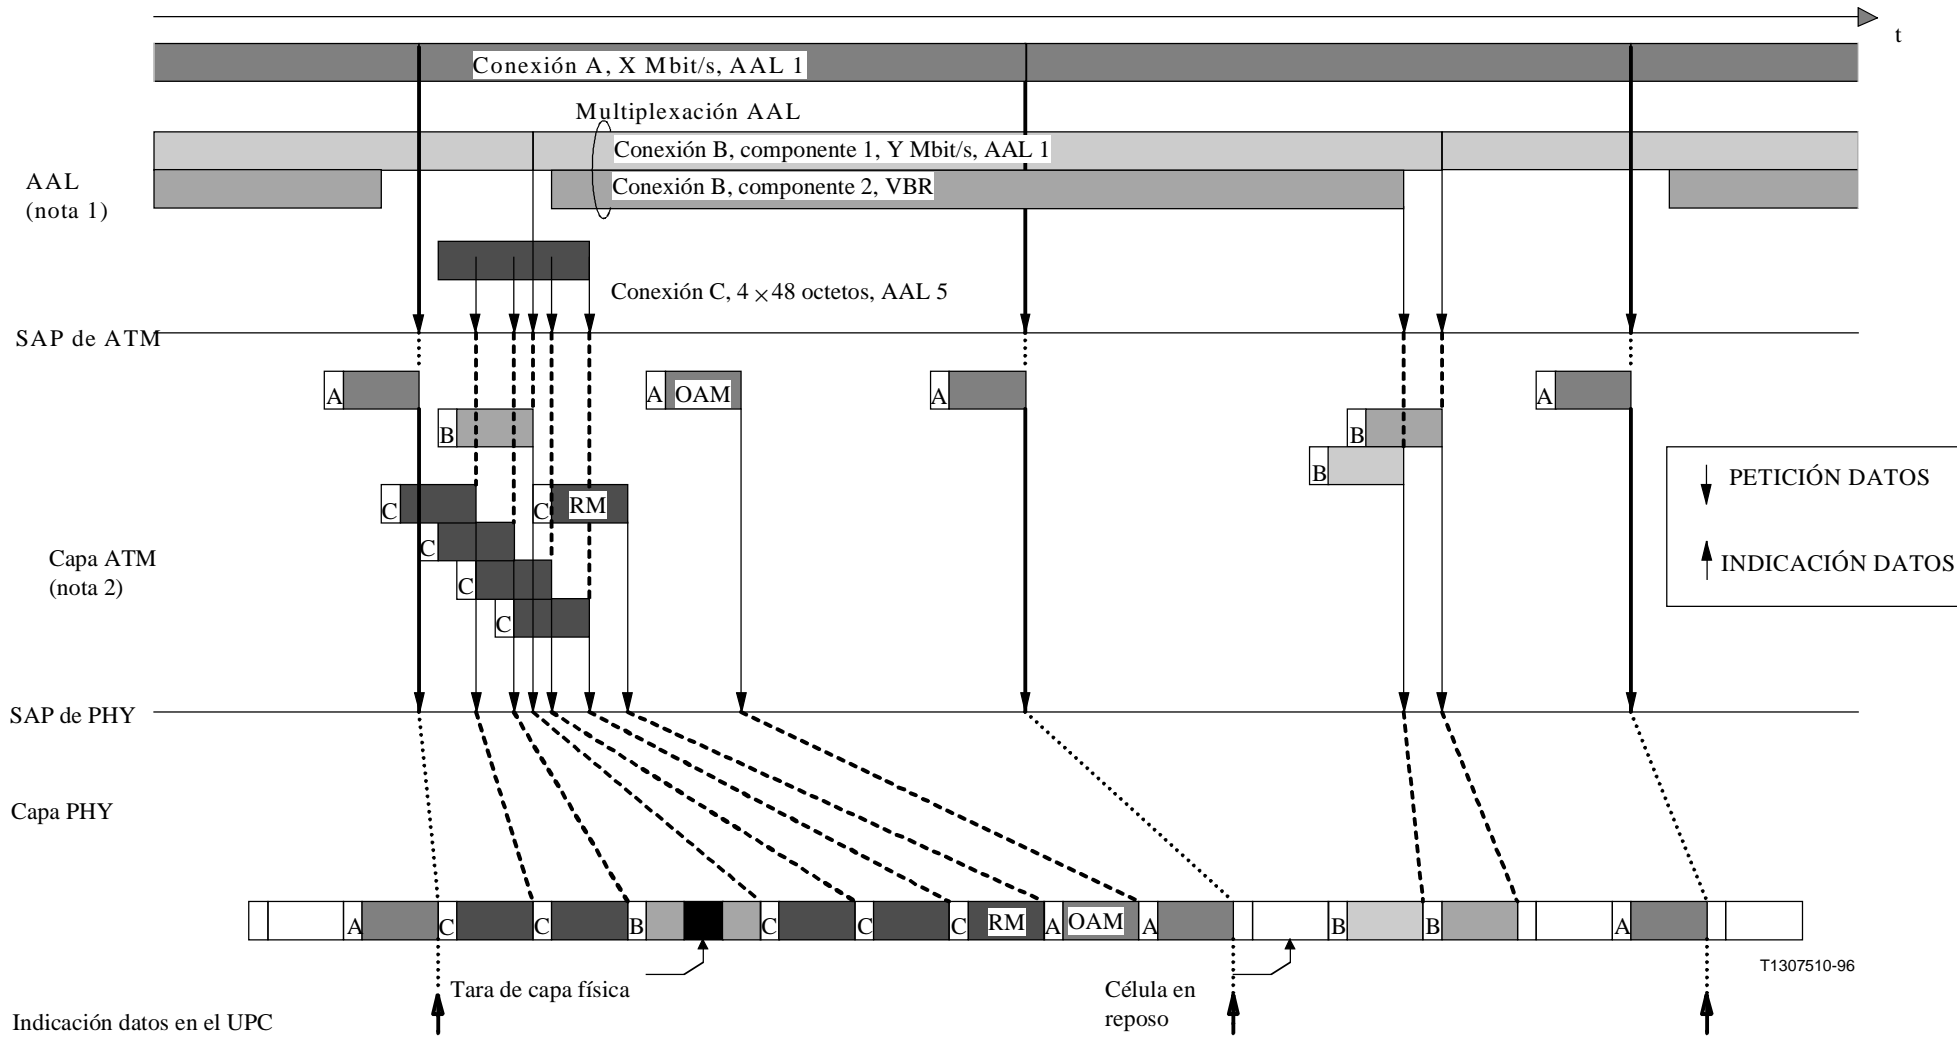 t
Conexión A, X Mbit/s, AAL 1
Multiplexación AAL
Conexión B, componente 1, Y Mbit/s, AAL 1
AAL
(nota 1)
Conexión B, componente 2, VBR
Conexión C, 4 × 48 octetos, AAL 5
SAP de ATM
A
A OAM
A
A
B
B
B
C
C RM
C
C
C
Capa ATM
(nota 2)
PETICIÓN DATOS
INDICACIÓN DATOS
SAP de PHY
Capa PHY
A C C B C C C RM A OAM A B B A
T1307510-96
Tara de capa física
Célula en
reposo
Indicación datos en el UPC